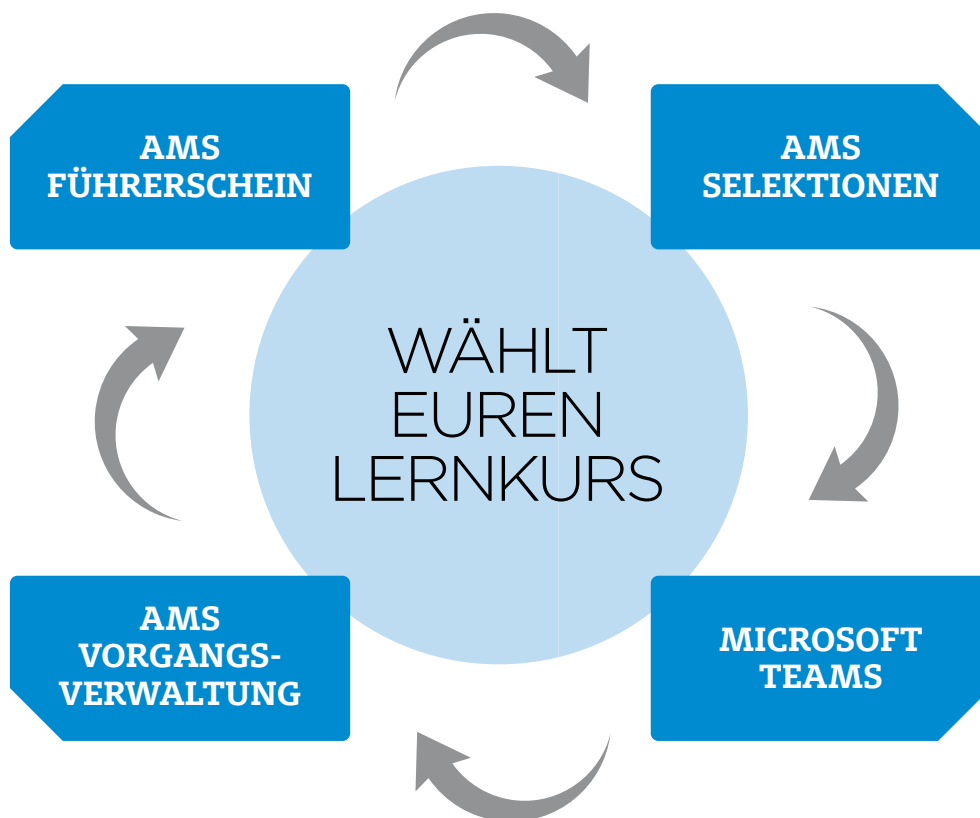 AMS
FÜHRERSCHEIN
AMS
SELEKTIONEN
WÄHLT
EUREN
LERNKURS
AMS
VORGANGS-
VERWALTUNG
MICROSOFT
TEAMS